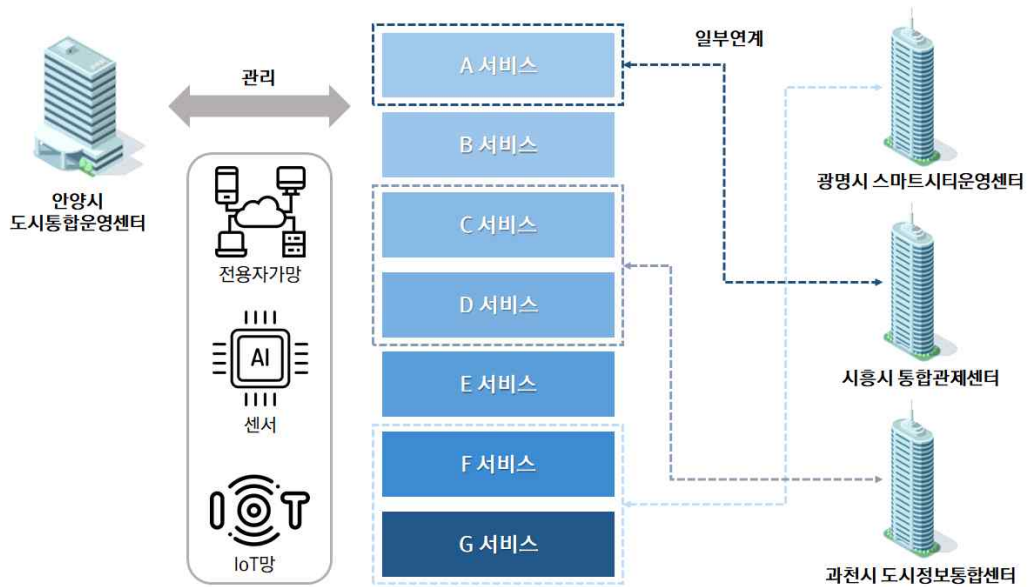 안양시
도시통합운영센터
관리
전용자가망
AI
센서
IOT
IoT망
A 서비스
B 서비스
C 서비스
D 서비스
E 서비스
F 서비스
G 서비스
일부연계
광명시 스마트시티운영센터
시흥시 통합관제센터
과천시 도시정보통합센터